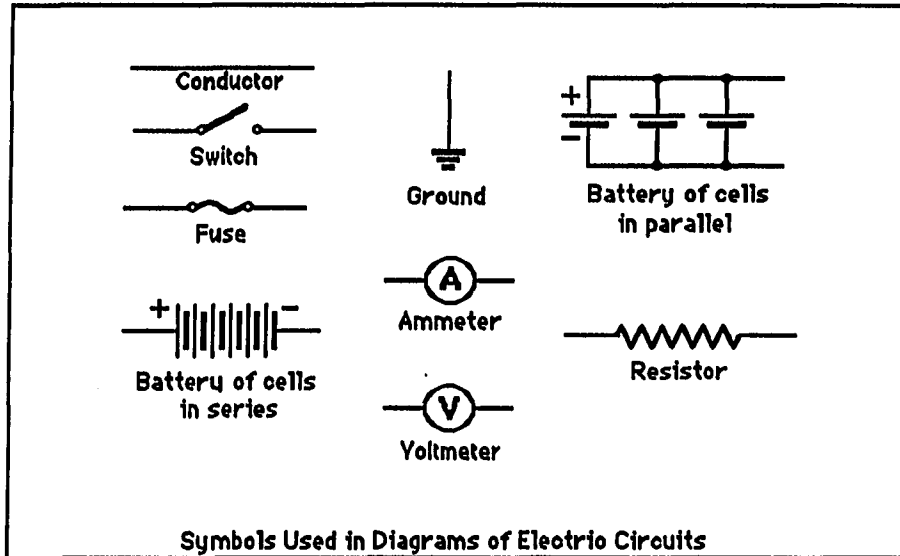 Conductor
Switch
Fuse
+ −
Battery of cells
in series
Ground
A
Ammeter
V
Voltmeter
+
−
Battery of cells
in parallel
Resistor
Symbols Used in Diagrams of Electric Circuits